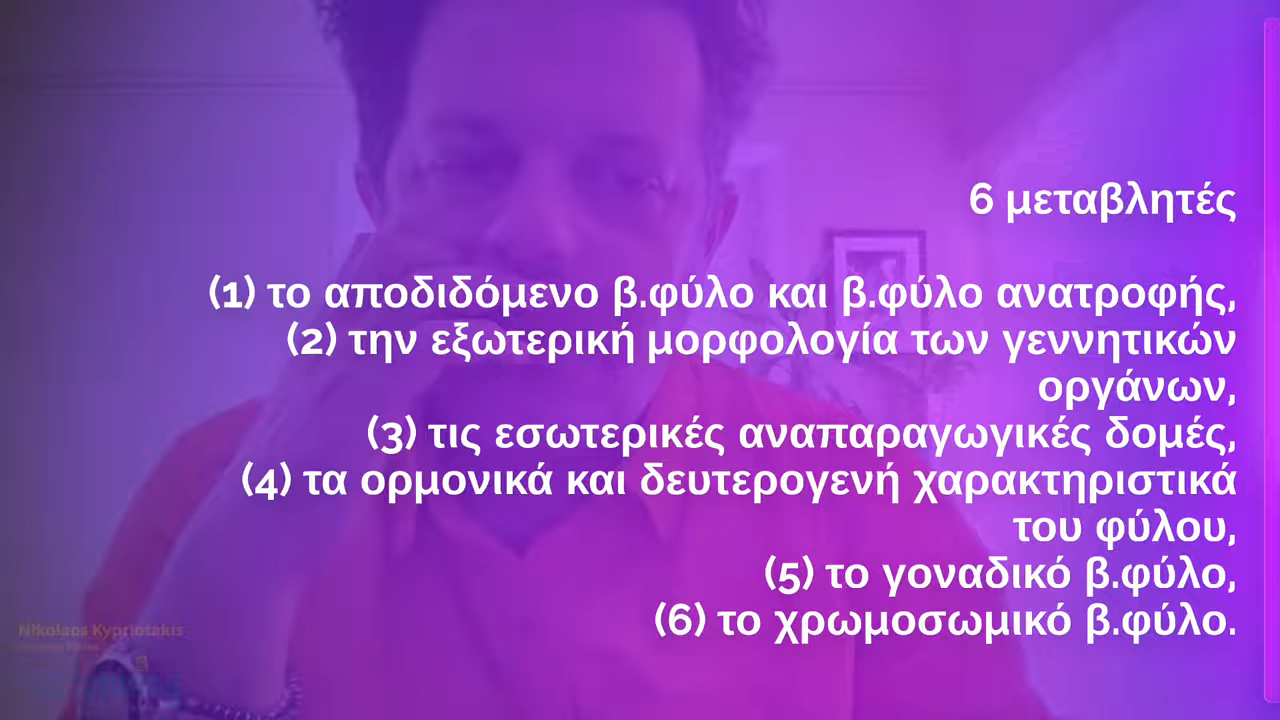 6 μεταβλητές
(1) το αποδιδόμενο β.φύλο και β.φύλο ανατροφής,
(2) την εξωτερική μορφολογία των γεννητικών
οργάνων,
(3) τις εσωτερικές αναπαραγωγικές δομές,
(4) τα ορμονικά και δευτερογενή χαρακτηριστικά
του φύλου,
(5) το γοναδικό β.φύλο,
(6) το χρωμοσωμικό β.φύλο.
Nikolaos Kypriotakis